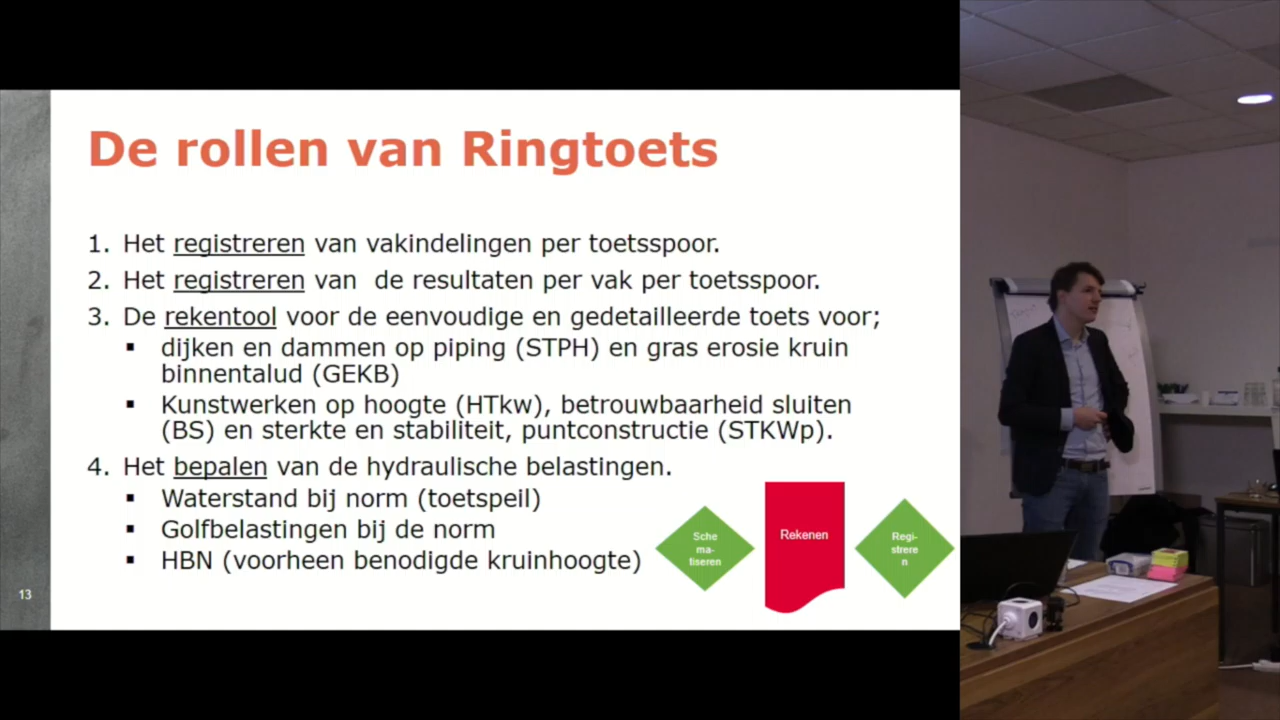 De rollen van Ringtoets
1. Het registreren van vakindelingen per toetsspoor.
2. Het registreren van de resultaten per vak per toetsspoor.
3. De rekentool voor de eenvoudige en gedetailleerde toets voor;
▪ dijken en dammen op piping (STPH) en gras erosie kruin
binnentalud (GEKB)
▪ Kunstwerken op hoogte (HTkw), betrouwbaarheid sluiten
(BS) en sterkte en stabiliteit, puntconstructie (STKWp).
4. Het bepalen van de hydraulische belastingen.
▪ Waterstand bij norm (toetspeil)
▪ Golfbelastingen bij de norm
▪ HBN (voorheen benodigde kruinhoogte)
Sche
ma-
tiseren
Rekenen
Regi-
strere
n
13